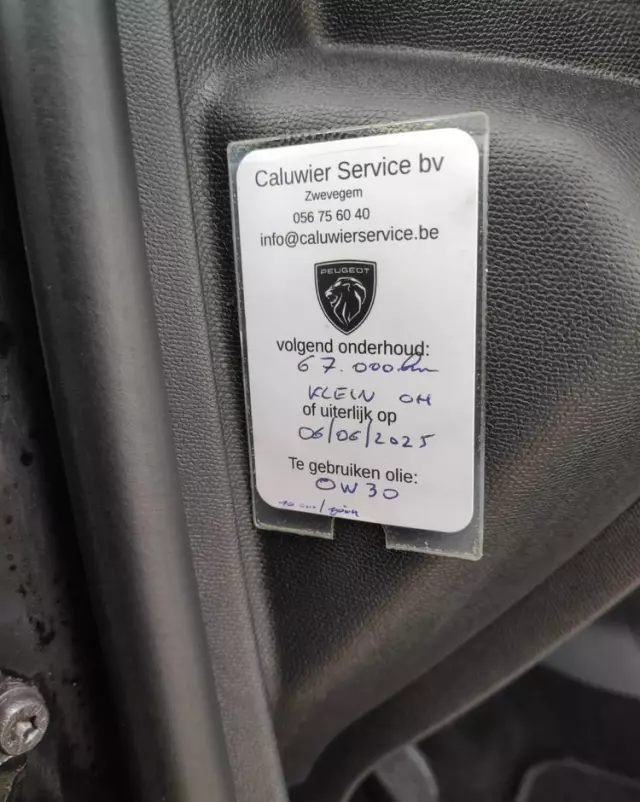 Caluwier Service bv
Zwevegem
056 75 60 40
info@caluwierservice.be
PEUGEOT
volgend onderhoud:
67.000km
KLEIN OH
of uiterlijk op
06/06/2025
Te gebruiken olie:
0W30